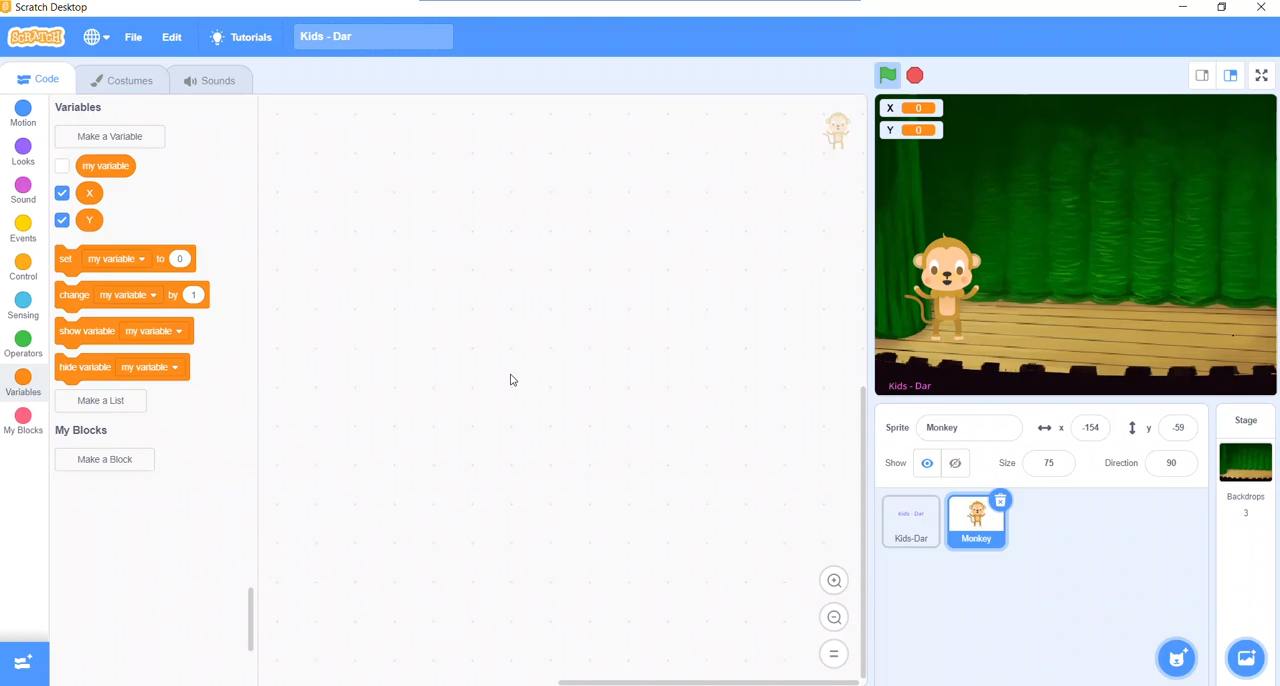 Scratch Desktop
SCRATCH File Edit Tutorials Kids - Dar
Code Costumes Sounds
Motion
Looks
Sound
Events
Control
Sensing
Operators
Variables
My Blocks
Variables
Make a Variable
my variable
X
Y
set my variable to 0
change my variable by 1
show variable my variable
hide variable my variable
Make a List
My Blocks
Make a Block
X 0
Y 0
Kids - Dar
Sprite Monkey x -154 y -59
Show Size 75 Direction 90
Kids - Dar
Kids-Dar
Monkey
Stage
Backdrops
3